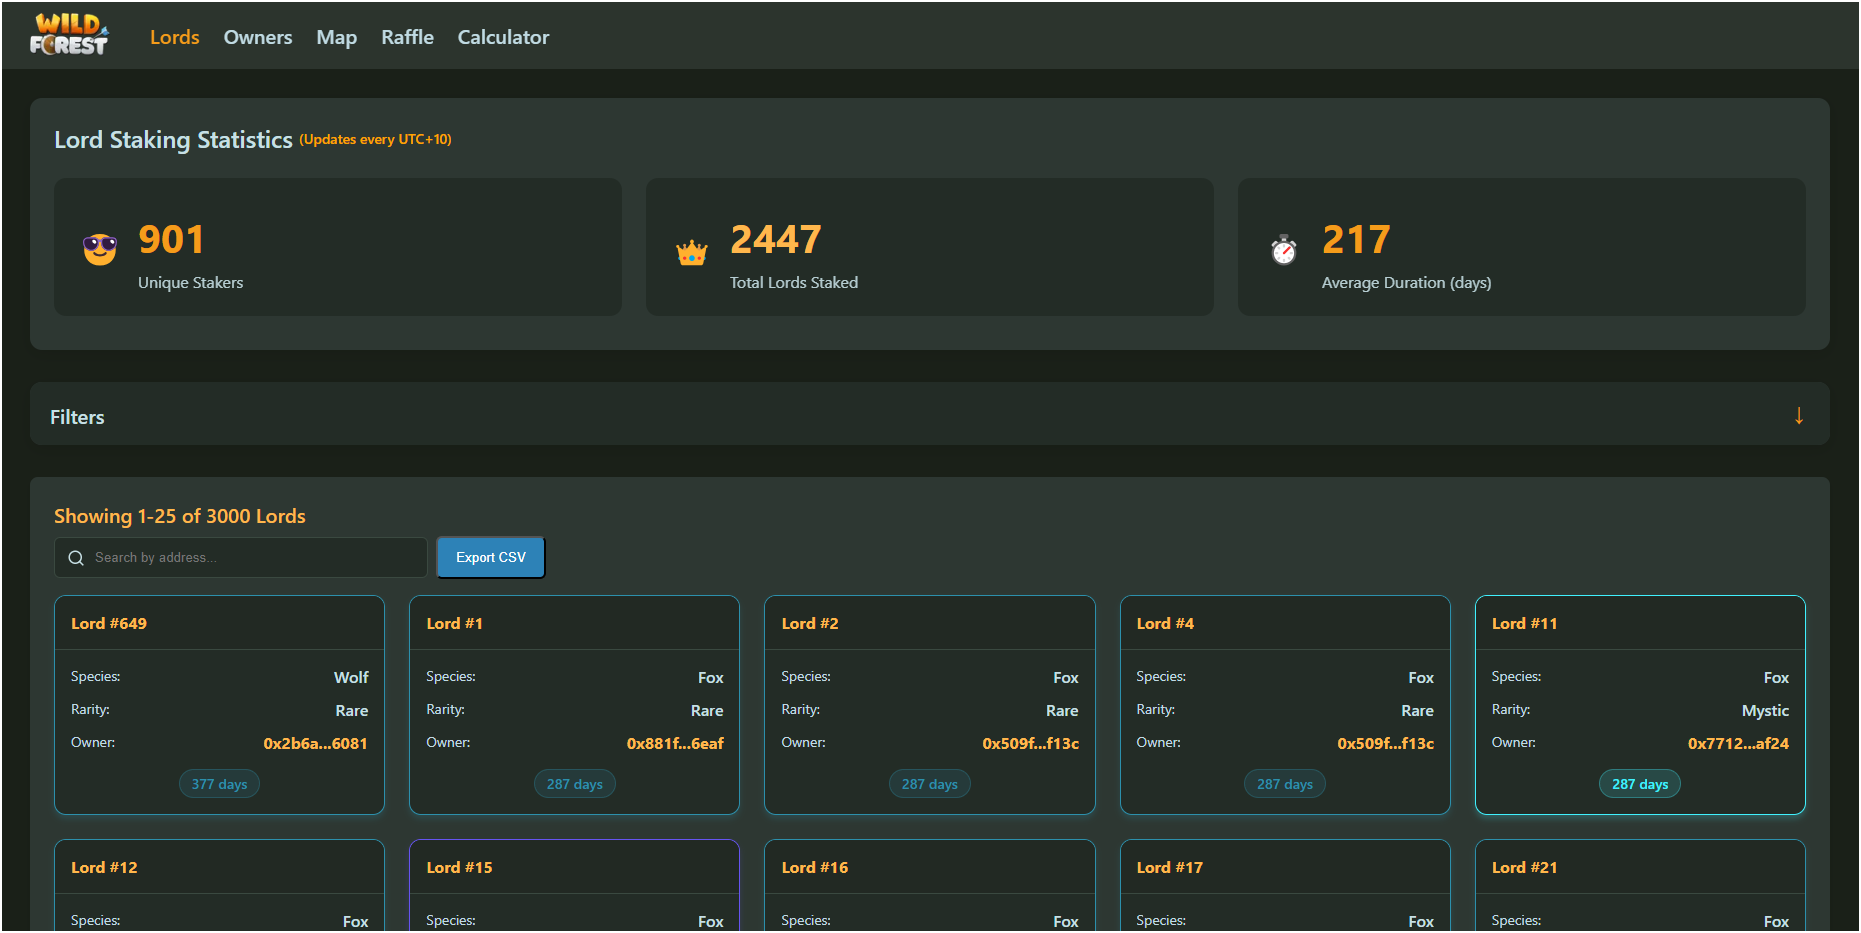 WILD
FOREST
Lords Owners Map Raffle Calculator
Lord Staking Statistics (Updates every UTC+10)
901
Unique Stakers
2447
Total Lords Staked
217
Average Duration (days)
Filters ↓
Showing 1-25 of 3000 Lords
Search by address... Export CSV
Lord #649
Species: Wolf
Rarity: Rare
Owner: 0x2b6a...6081
377 days
Lord #1
Species: Fox
Rarity: Rare
Owner: 0x881f...6eaf
287 days
Lord #2
Species: Fox
Rarity: Rare
Owner: 0x509f...f13c
287 days
Lord #4
Species: Fox
Rarity: Rare
Owner: 0x509f...f13c
287 days
Lord #11
Species: Fox
Rarity: Mystic
Owner: 0x7712...af24
287 days
Lord #12
Species: Fox
Lord #15
Species: Fox
Lord #16
Species: Fox
Lord #17
Species: Fox
Lord #21
Species: Fox